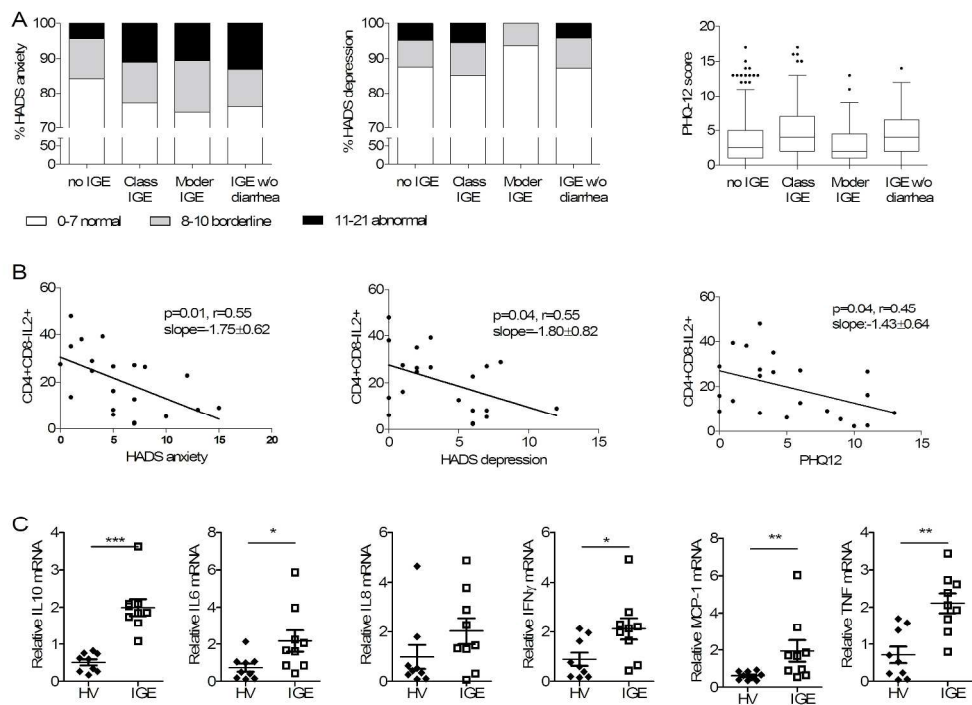 A
% HADS anxiety
100
90
80
70
50
0
no IGE
Class IGE
Moder IGE
IGE w/o diarrhea
% HADS depression
100
90
80
70
50
0
no IGE
Class IGE
Moder IGE
IGE w/o diarrhea
PHQ-12 score
20
15
10
5
0
no IGE
Class IGE
Moder IGE
IGE w/o diarrhea
0-7 normal
8-10 borderline
11-21 abnormal
B
CD4+CD8-IL2+
60
40
20
0
p=0.01, r=0.55
slope=-1.75±0.62
0 5 10 15 20
HADS anxiety
CD4+CD8-IL2+
60
40
20
0
p=0.04, r=0.55
slope=-1.80±0.82
0 5 10 15
HADS depression
CD4+CD8-IL2+
60
40
20
0
p=0.04, r=0.45
slope:-1.43±0.64
0 5 10 15
PHQ12
C
Relative IL10 mRNA
4
3
2
1
0
***
HV IGE
Relative IL6 mRNA
8
6
4
2
0
*
HV IGE
Relative IL8 mRNA
6
4
2
0
HV IGE
Relative IFNγ mRNA
6
4
2
0
*
HV IGE
Relative MCP-1 mRNA
8
6
4
2
0
**
HV IGE
Relative TNF mRNA
4
3
2
1
0
**
HV IGE